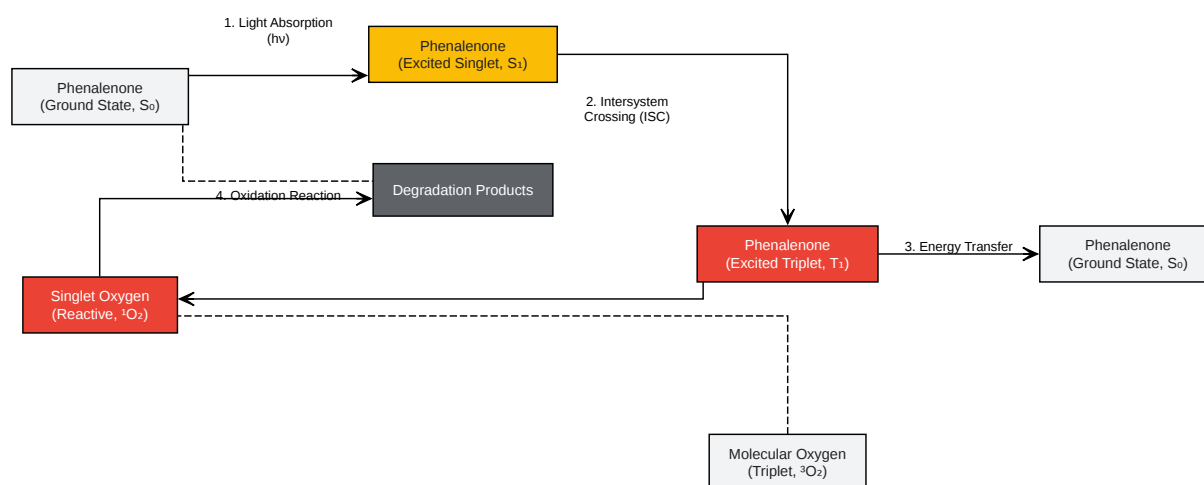 1. Light Absorption
(hν)
Phenalenone
(Excited Singlet, S₁)
Phenalenone
(Ground State, S₀)
2. Intersystem
Crossing (ISC)
Degradation Products
4. Oxidation Reaction
Phenalenone
(Excited Triplet, T₁)
3. Energy Transfer
Phenalenone
(Ground State, S₀)
Singlet Oxygen
(Reactive, ¹O₂)
Molecular Oxygen
(Triplet, ³O₂)